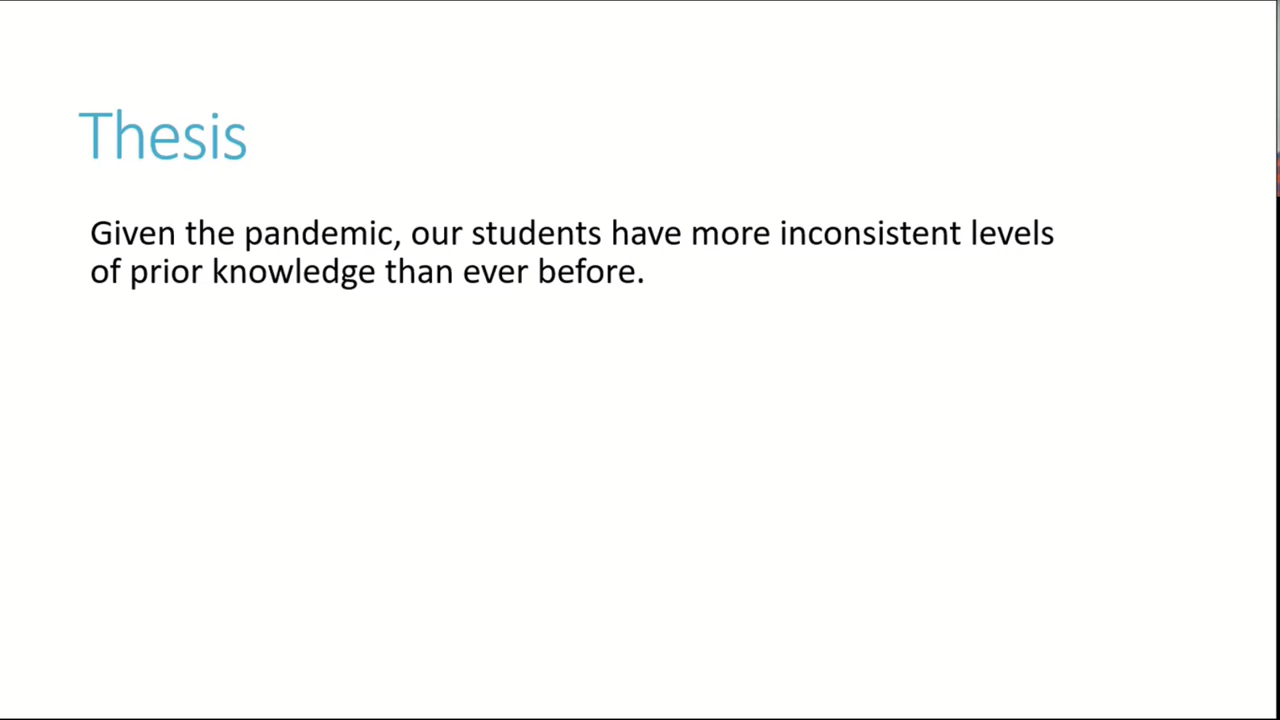 Thesis
Given the pandemic, our students have more inconsistent levels
of prior knowledge than ever before.